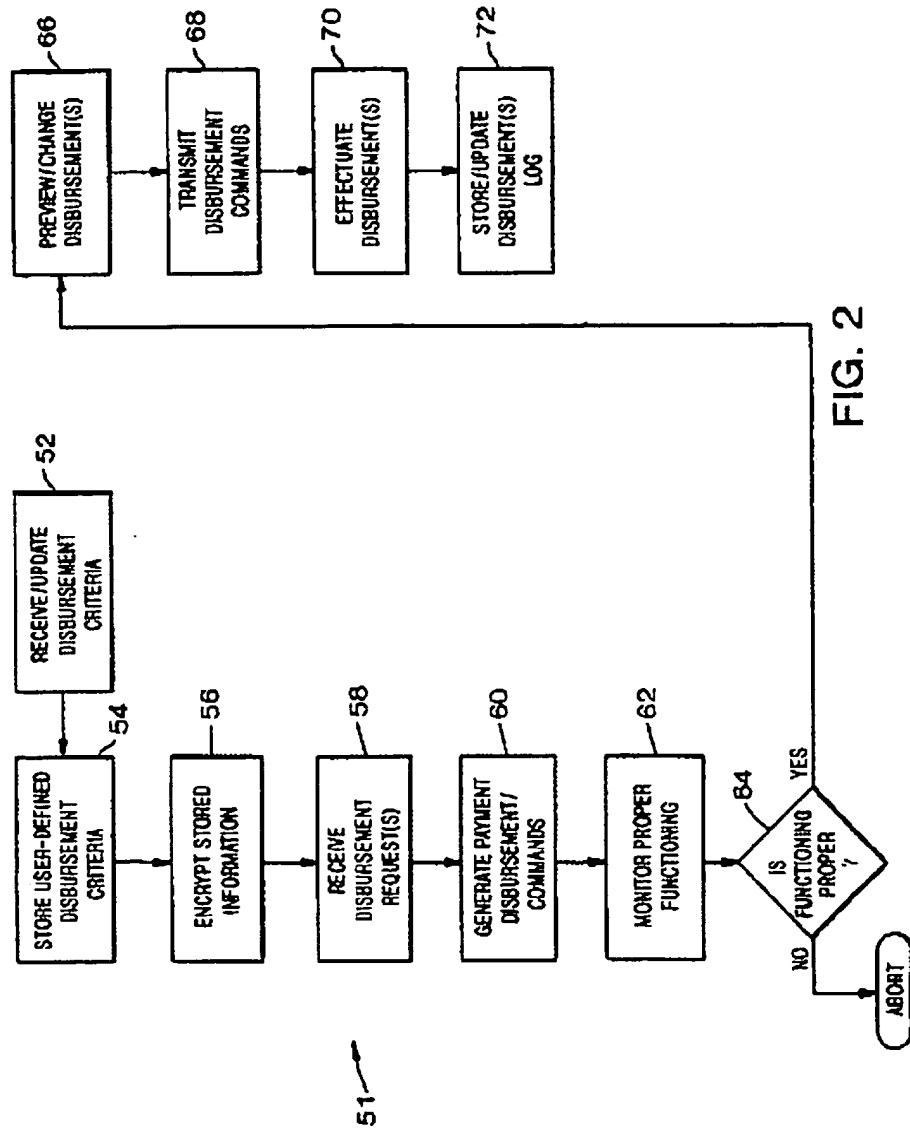 51
RECEIVE/UPDATE
DISBURSEMENT
CRITERIA
52
STORE USER-DEFINED
DISBURSEMENT
CRITERIA
54
ENCRYPT STORED
INFORMATION
56
RECEIVE
DISBURSEMENT
REQUEST(S)
58
GENERATE PAYMENT
DISBURSEMENT/
COMMANDS
60
MONITOR PROPER
FUNCTIONING
62
IS
FUNCTIONING
PROPER
?
64
NO
YES
ABORT
PREVIEW/CHANGE
DISBURSEMENT(S)
66
TRANSMIT
DISBURSEMENT
COMMANDS
68
EFFECTUATE
DISBURSEMENT(S)
70
STORE/UPDATE
DISBURSEMENT(S)
LOG
72
FIG. 2